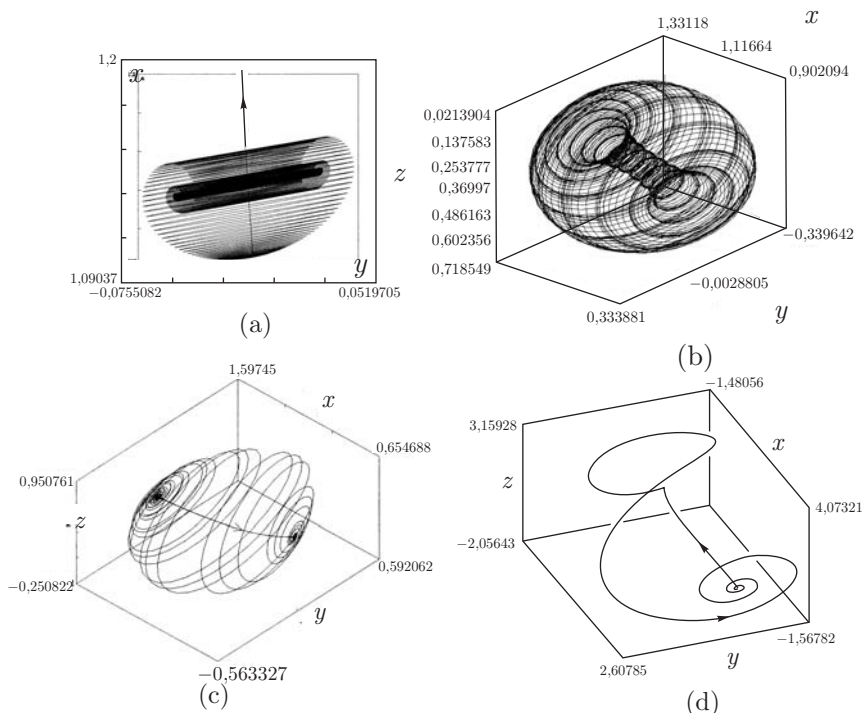 1,2
x
1,09037
y
−0,0755082
0,0519705
(a)
x
1,33118
1,11664
0,902094
0,0213904
0,137583
0,253777
z
0,36997
0,486163
0,602356
0,718549
−0,339642
−0,0028805
0,333881
y
(b)
1,59745
x
0,654688
0,950761
z
−0,250822
0,592062
y
−0,563327
(c)
−1,48056
3,15928
x
z
4,07321
−2,05643
−1,56782
2,60785
y
(d)